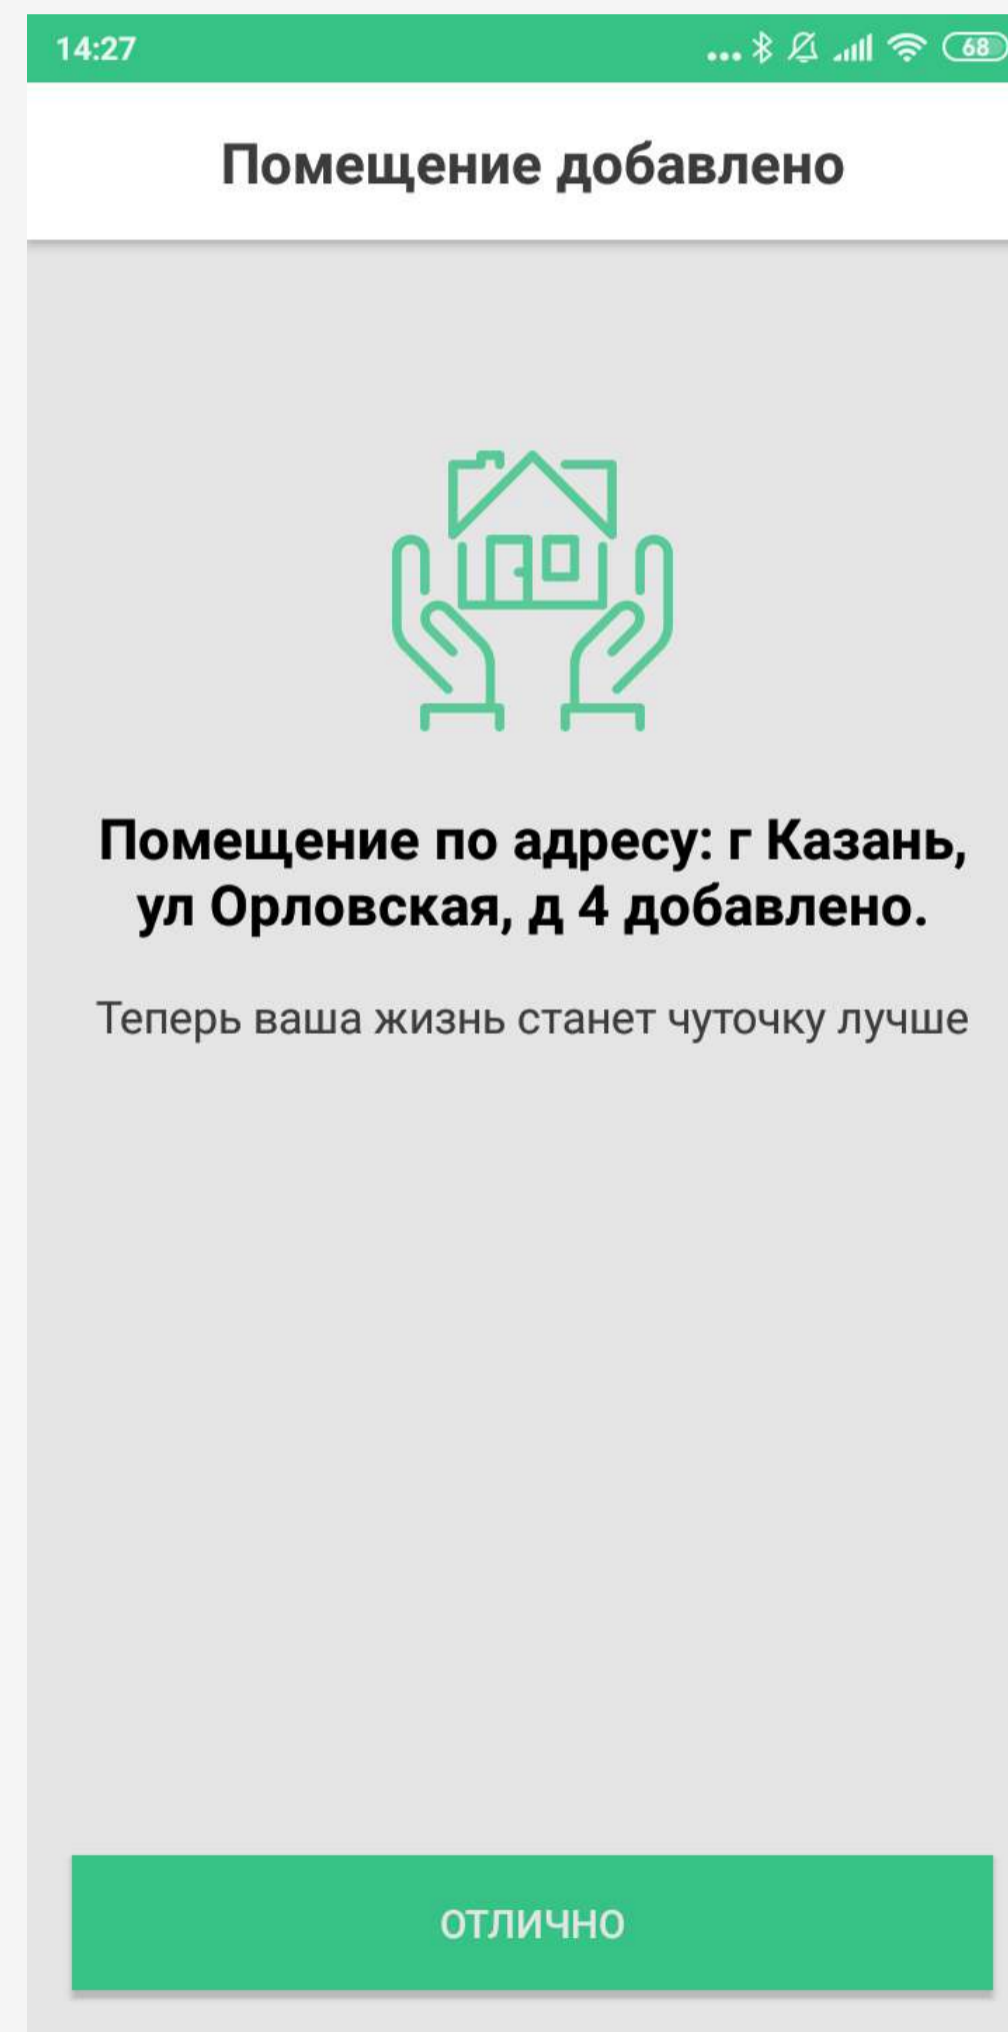 14:27
68
Помещение добавлено
Помещение по адресу: г Казань,
ул Орловская, д 4 добавлено.
Теперь ваша жизнь станет чуточку лучше
ОТЛИЧНО